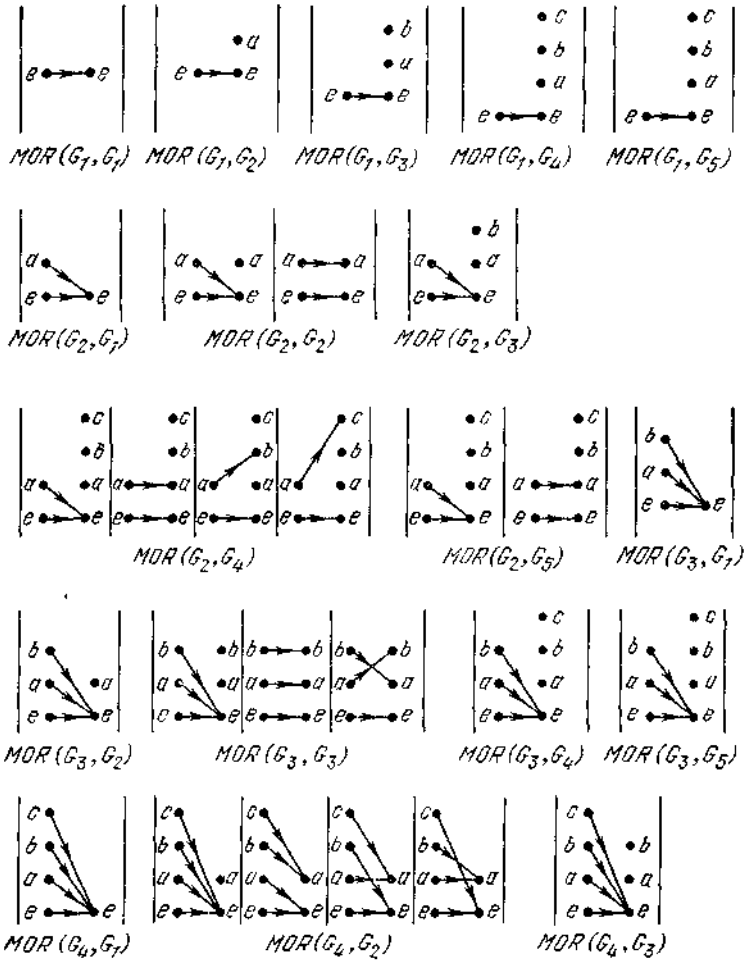 c c
b b b
a a a a
e e e e e e e e e e
MOR(G₁,G₁) MOR(G₁,G₂) MOR(G₁,G₃) MOR(G₁,G₄) MOR(G₁,G₅)
b
a a a a a a a
e e e e e e e e
MOR(G₂,G₁) MOR(G₂,G₂) MOR(G₂,G₃)
c c c c c c
b b b b b b b
a a a a a a a a a a a a a
e e e e e e e e e e e e e e
MOR(G₂,G₄) MOR(G₂,G₅) MOR(G₃,G₁)
c c
b b b b b b b b b b b
a a a a a a a a a a a a
e e c e e e e e e e e e
MOR(G₃,G₂) MOR(G₃,G₃) MOR(G₃,G₄) MOR(G₃,G₅)
c c c c c c
b b b b b b b
a a a a a a a a a a a
e e e e e e e e e e e e
MOR(G₄,G₁) MOR(G₄,G₂) MOR(G₄,G₃)